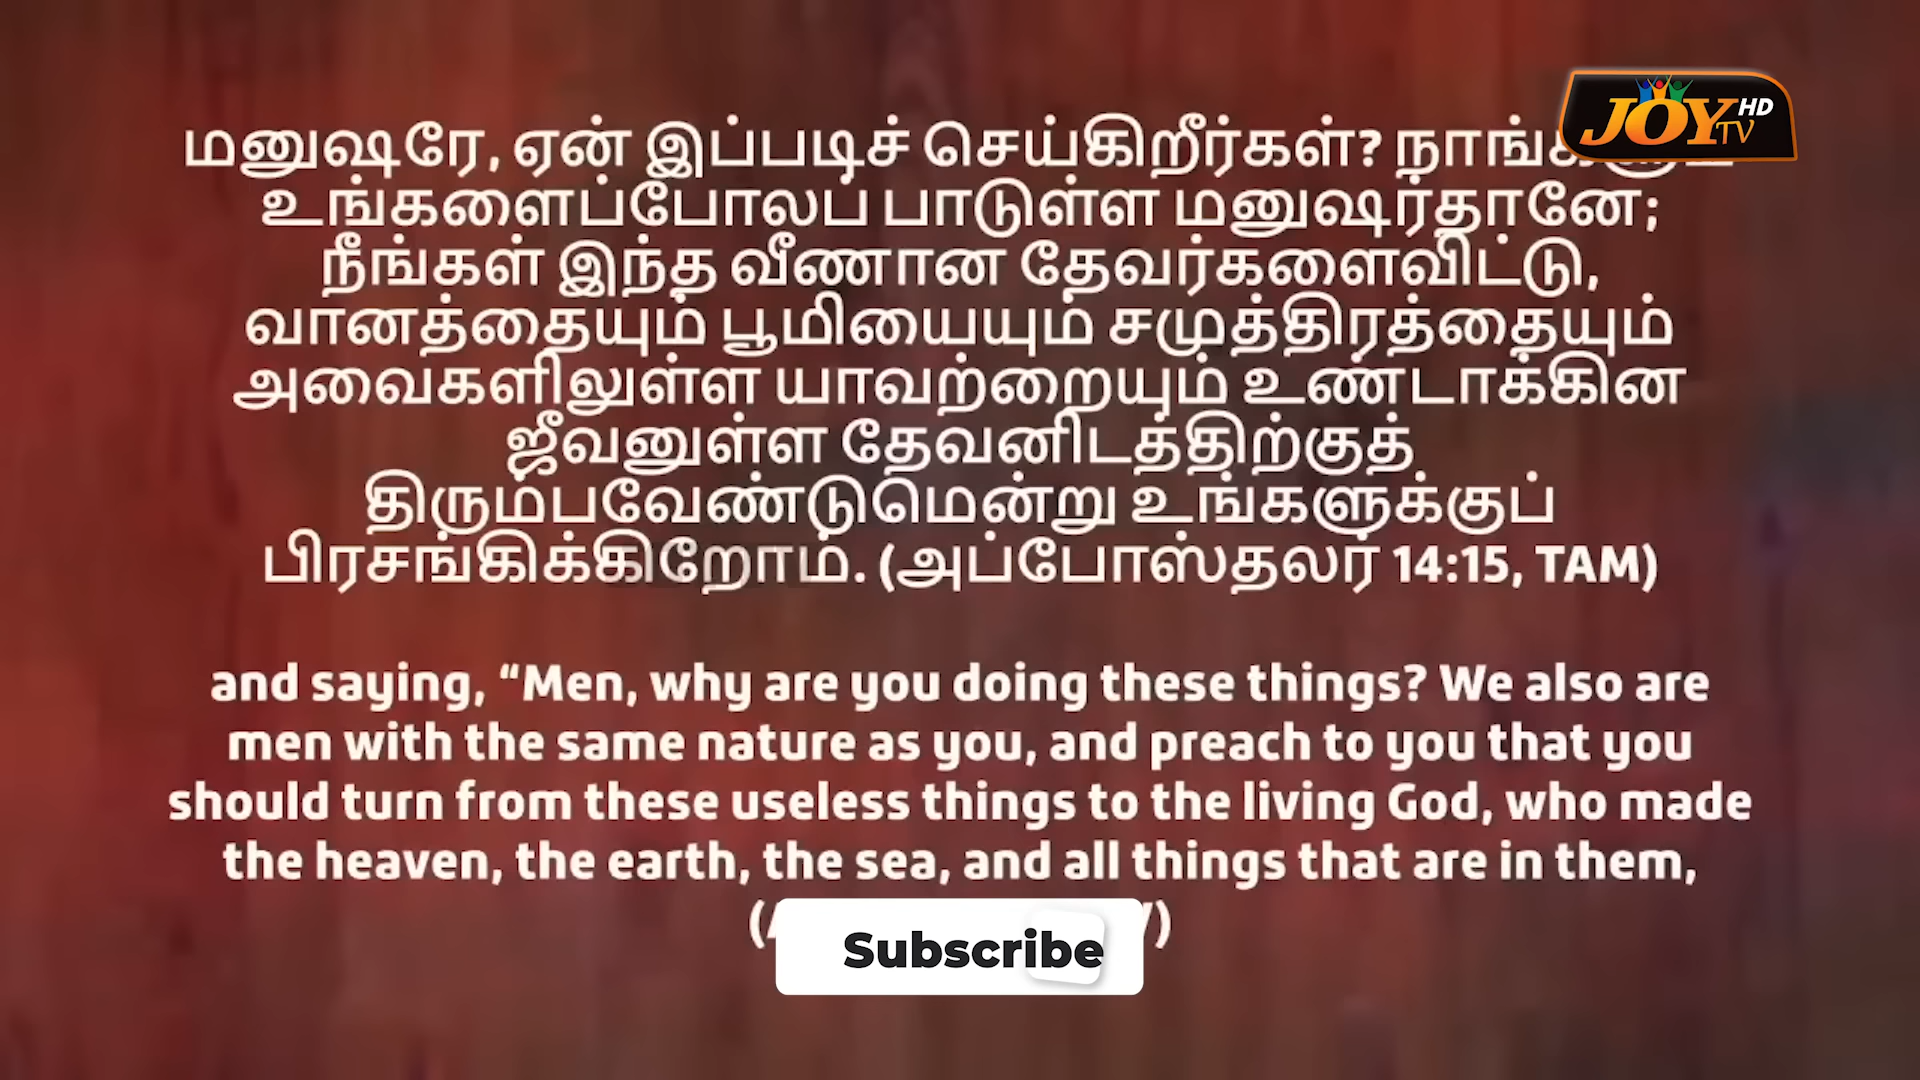 JOY TV HD
மனுஷரே, ஏன் இப்படிச் செய்கிறீர்கள்?
உங்களைப்போலப் பாடுள்ள மனுஷர்தானே;
நீங்கள் இந்த வீணான தேவர்களைவிட்டு,
வானத்தையும் பூமியையும் சமுத்திரத்தையும்
அவைகளிலுள்ள யாவற்றையும் உண்டாக்கின
ஜீவனுள்ள தேவனிடத்திற்குத்
திரும்பவேண்டுமென்று உங்களுக்குப்
பிரசங்கிக்கிறோம். (அப்போஸ்தலர் 14:15, TAM)
and saying, “Men, why are you doing these things? We also are
men with the same nature as you, and preach to you that you
should turn from these useless things to the living God, who made
the heaven, the earth, the sea, and all things that are in them,
Subscribe